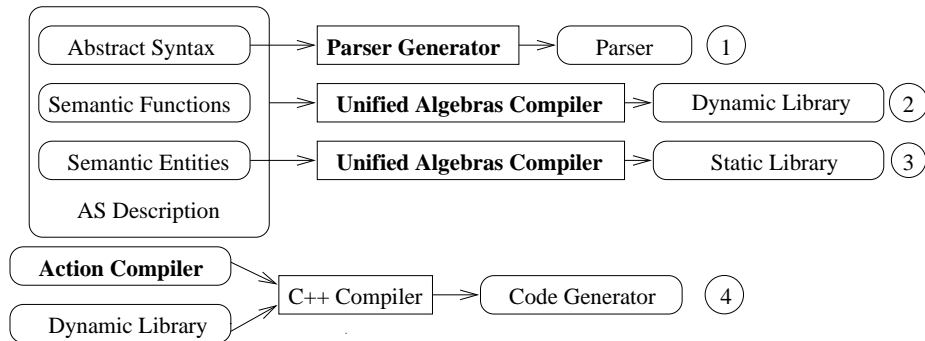 Abstract Syntax Parser Generator Parser 1
Semantic Functions Unified Algebras Compiler Dynamic Library 2
Semantic Entities Unified Algebras Compiler Static Library 3
AS Description
Action Compiler
C++ Compiler Code Generator 4
Dynamic Library